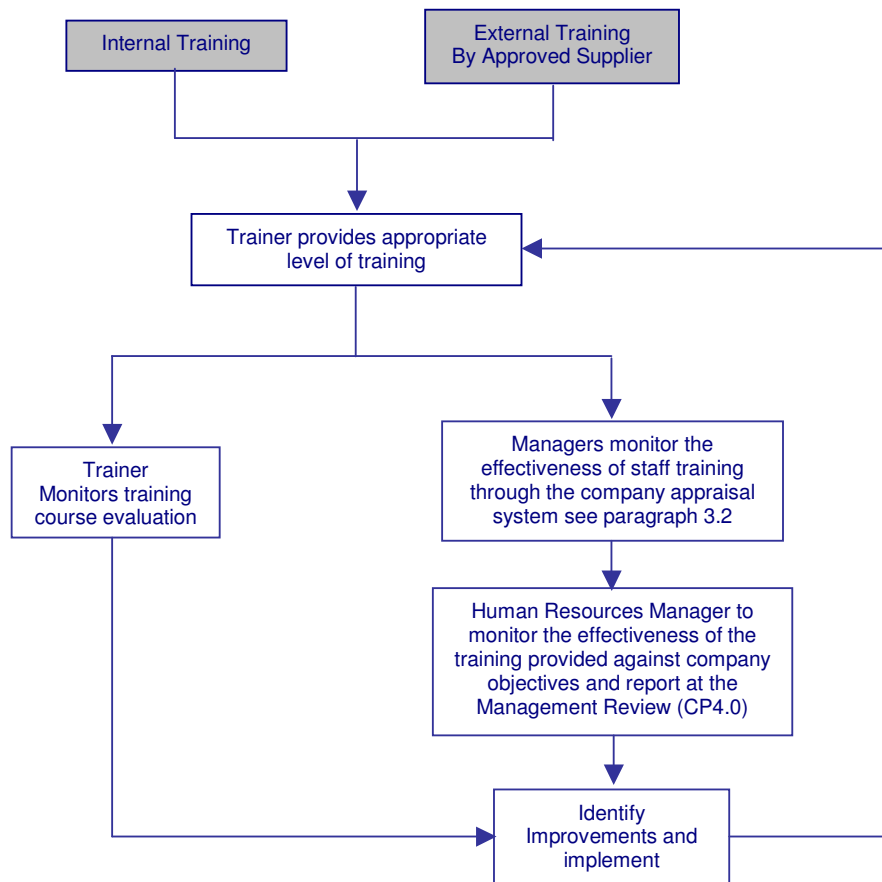 Internal Training
External Training
By Approved Supplier
Trainer provides appropriate
level of training
Trainer
Monitors training
course evaluation
Managers monitor the
effectiveness of staff training
through the company appraisal
system see paragraph 3.2
Human Resources Manager to
monitor the effectiveness of the
training provided against company
objectives and report at the
Management Review (CP4.0)
Identify
Improvements and
implement